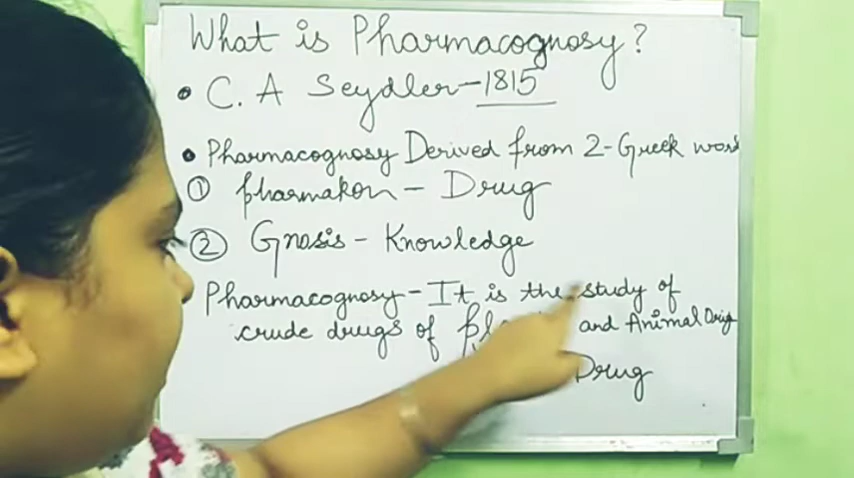 What is Pharmacognosy?
• C. A Seydler - 1815
• Pharmacognosy Derived from 2 - Greek word
① pharmakon - Drug
② Gnosis - Knowledge
Pharmacognosy - It is the study of
crude drugs of and Animal
Drug